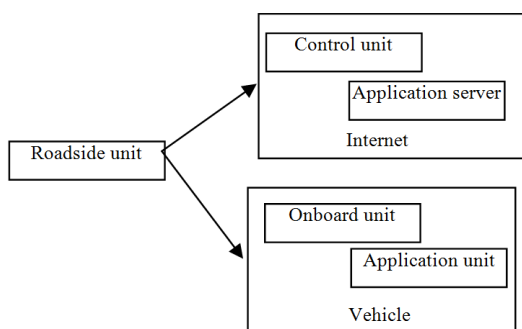 Control unit
Application server
Internet
Roadside unit
Onboard unit
Application unit
Vehicle